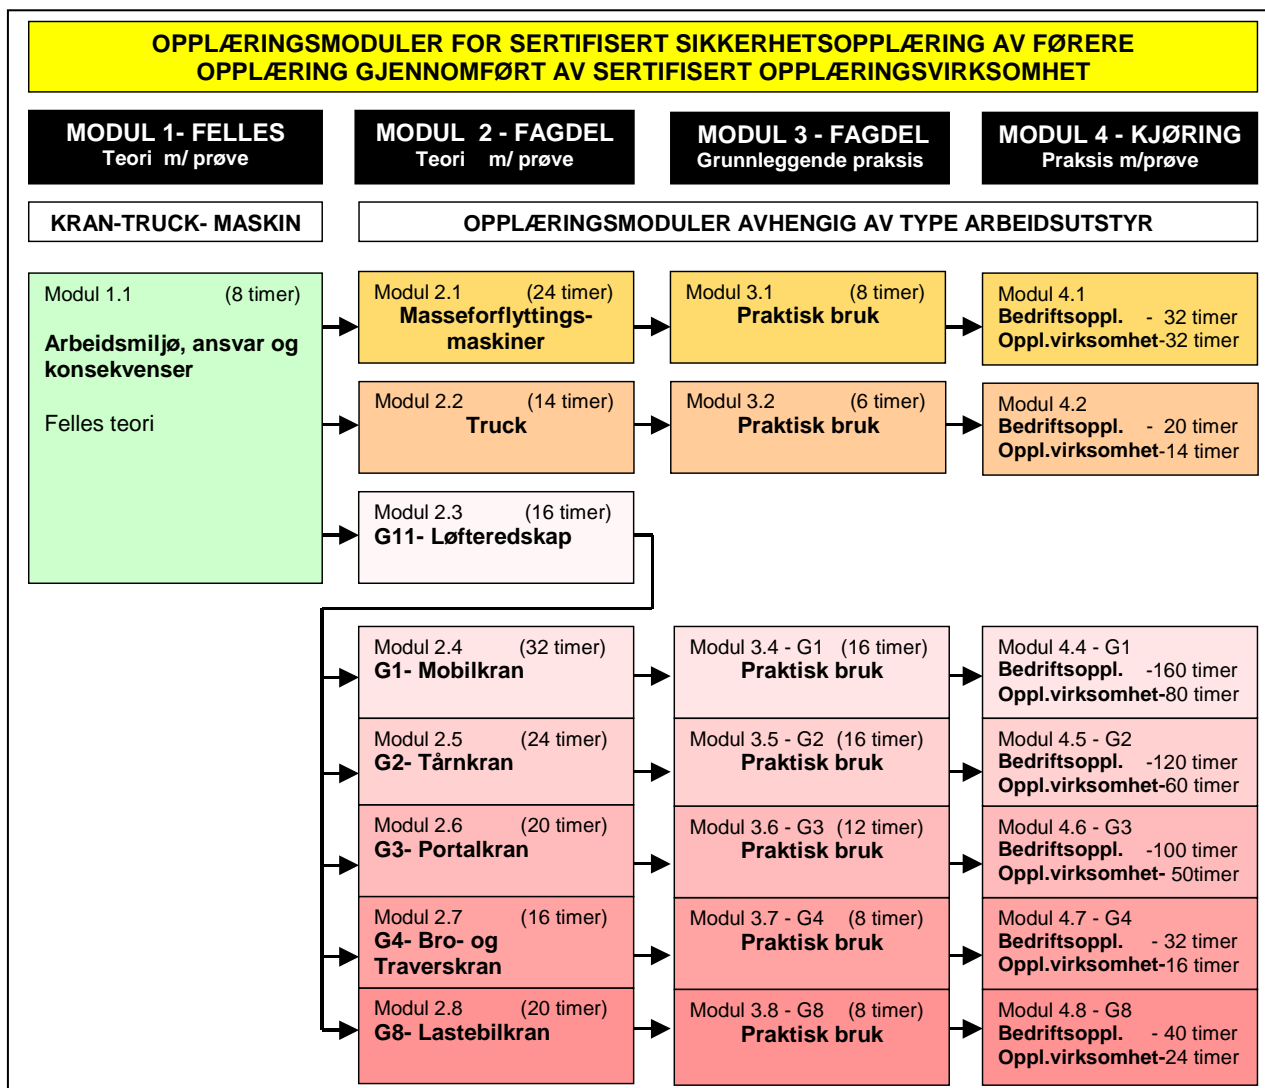 OPPLÆRINGSMODULER FOR SERTIFISERT SIKKERHETSOPPLÆRING AV FØRERE
OPPLÆRING GJENNOMFØRT AV SERTIFISERT OPPLÆRINGSVIRKSOMHET
MODUL 1- FELLES
Teori m/ prøve
MODUL 2 - FAGDEL
Teori m/ prøve
MODUL 3 - FAGDEL
Grunnleggende praksis
MODUL 4 - KJØRING
Praksis m/prøve
KRAN-TRUCK- MASKIN
OPPLÆRINGSMODULER AVHENGIG AV TYPE ARBEIDSUTSTYR
Modul 1.1 (8 timer)
Arbeidsmiljø, ansvar og
konsekvenser
Felles teori
Modul 2.1 (24 timer)
Masseforflyttings-
maskiner
Modul 3.1 (8 timer)
Praktisk bruk
Modul 4.1
Bedriftsoppl. - 32 timer
Oppl.virksomhet-32 timer
Modul 2.2 (14 timer)
Truck
Modul 3.2 (6 timer)
Praktisk bruk
Modul 4.2
Bedriftsoppl. - 20 timer
Oppl.virksomhet-14 timer
Modul 2.3 (16 timer)
G11- Løfteredskap
Modul 2.4 (32 timer)
G1- Mobilkran
Modul 3.4 - G1 (16 timer)
Praktisk bruk
Modul 4.4 - G1
Bedriftsoppl. -160 timer
Oppl.virksomhet-80 timer
Modul 2.5 (24 timer)
G2- Tårnkran
Modul 3.5 - G2 (16 timer)
Praktisk bruk
Modul 4.5 - G2
Bedriftsoppl. -120 timer
Oppl.virksomhet-60 timer
Modul 2.6 (20 timer)
G3- Portalkran
Modul 3.6 - G3 (12 timer)
Praktisk bruk
Modul 4.6 - G3
Bedriftsoppl. -100 timer
Oppl.virksomhet- 50timer
Modul 2.7 (16 timer)
G4- Bro- og
Traverskran
Modul 3.7 - G4 (8 timer)
Praktisk bruk
Modul 4.7 - G4
Bedriftsoppl. - 32 timer
Oppl.virksomhet-16 timer
Modul 2.8 (20 timer)
G8- Lastebilkran
Modul 3.8 - G8 (8 timer)
Praktisk bruk
Modul 4.8 - G8
Bedriftsoppl. - 40 timer
Oppl.virksomhet-24 timer